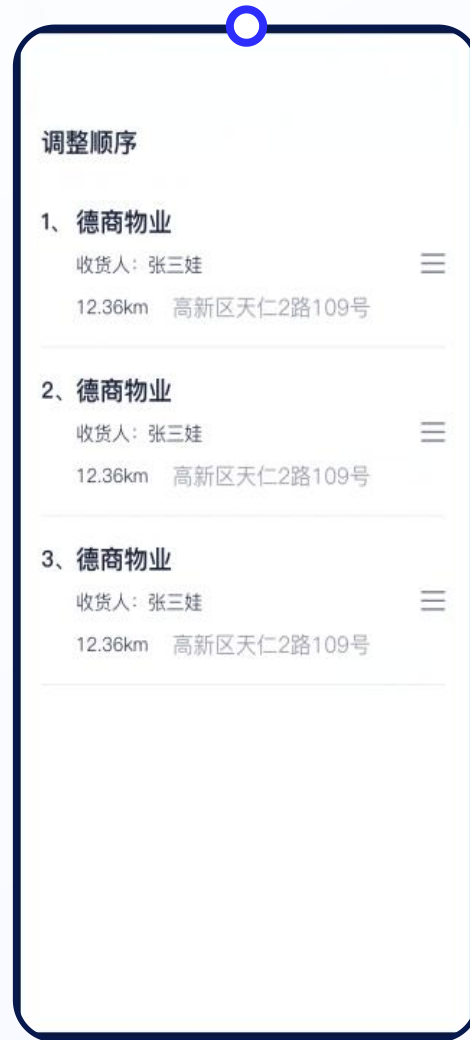 调整顺序
1、德商物业
收货人：张三娃
12.36km 高新区天仁2路109号
2、德商物业
收货人：张三娃
12.36km 高新区天仁2路109号
3、德商物业
收货人：张三娃
12.36km 高新区天仁2路109号